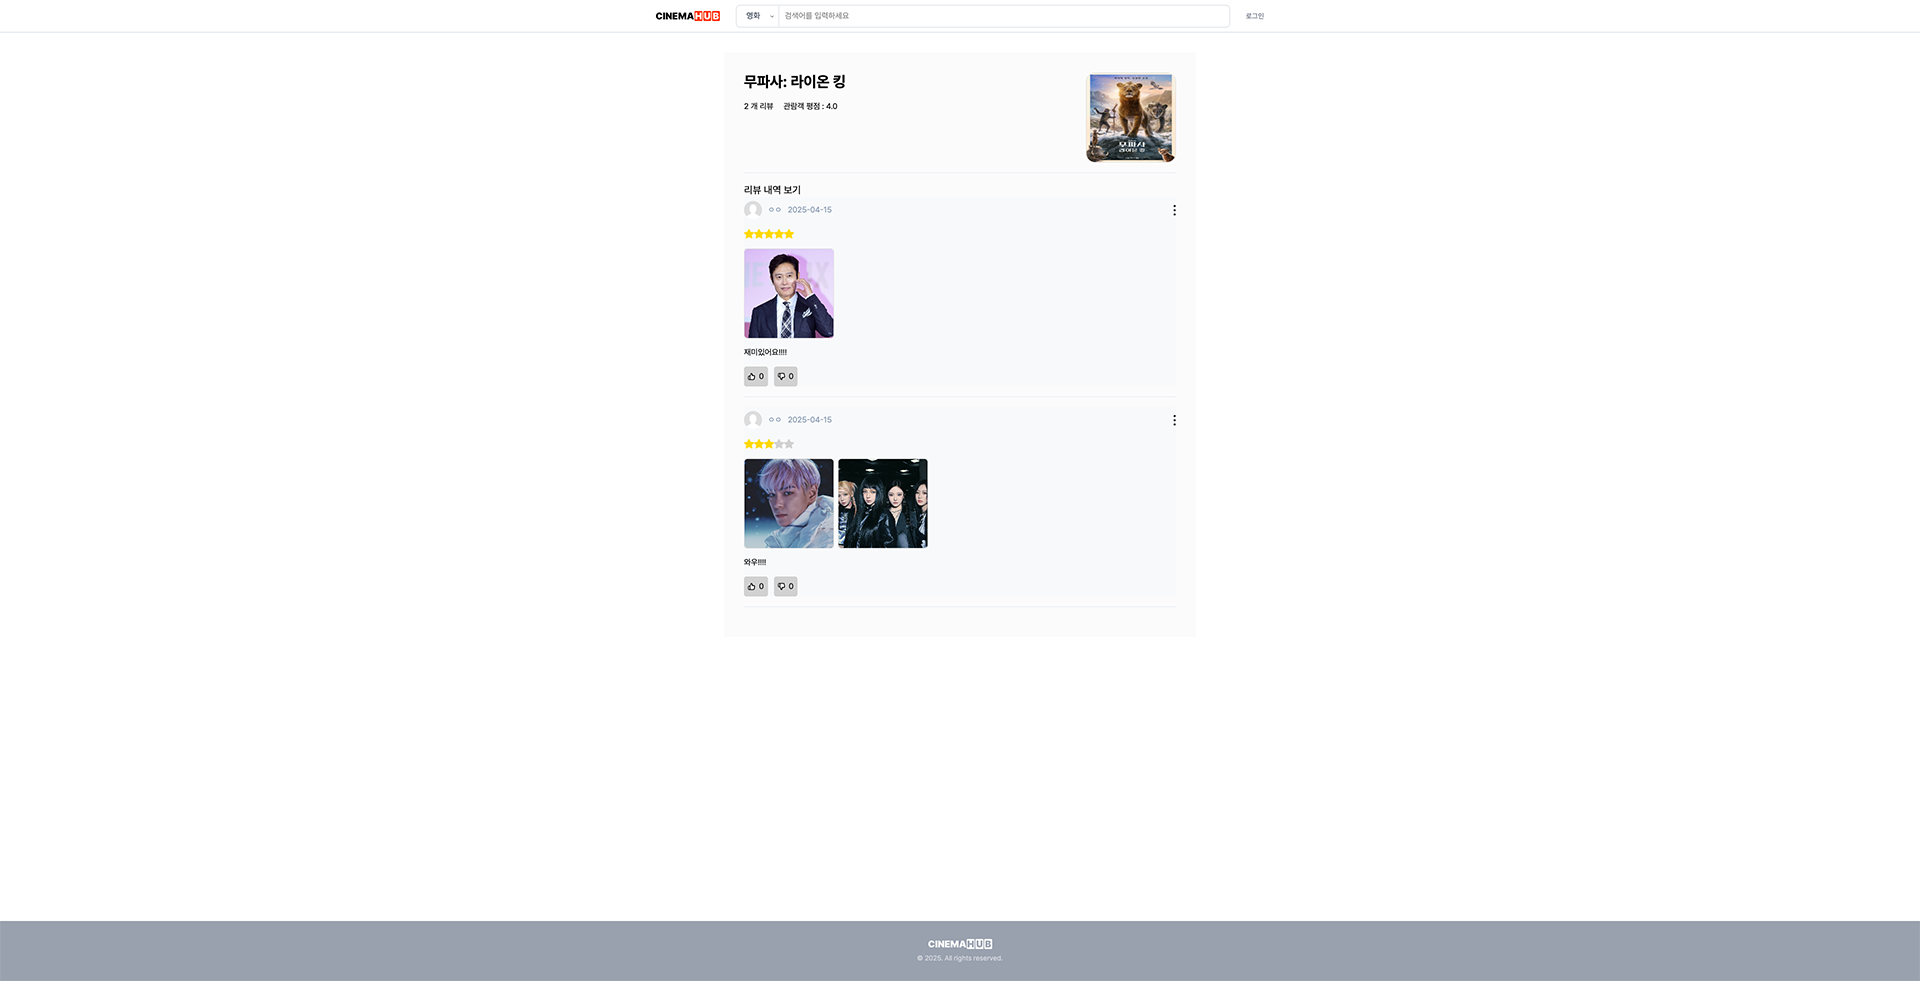 CINEMAHUB
영화
검색어를 입력하세요
로그인
무파사: 라이온 킹
2 개 리뷰 관람객 평점 : 4.0
무파사
라이온 킹
리뷰 내역 보기
ㅇㅇ 2025-04-15
재미있어요!!!!
0 0
ㅇㅇ 2025-04-15
와우!!!!
0 0
CINEMAHUB
© 2025. All rights reserved.